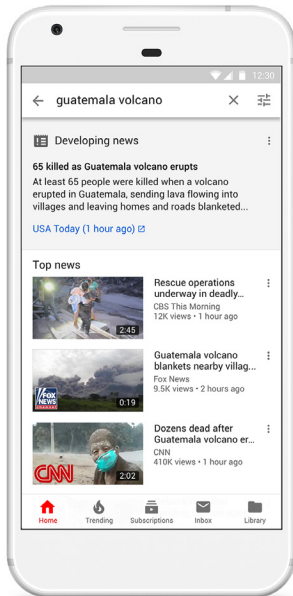 12:30
guatemala volcano
Developing news
65 killed as Guatemala volcano erupts
At least 65 people were killed when a volcano
erupted in Guatemala, sending lava flowing into
villages and leaving homes and roads blanketed...
USA Today (1 hour ago)
Top news
Rescue operations
underway in deadly...
CBS This Morning
12K views • 1 hour ago
2:45
Guatemala volcano
blankets nearby villag...
Fox News
9.5K views • 2 hours ago
FOX
NEWS
0:19
Dozens dead after
Guatemala volcano er...
CNN
410K views • 1 hour ago
CNN
2:02
Home
Trending
Subscriptions
Inbox
Library